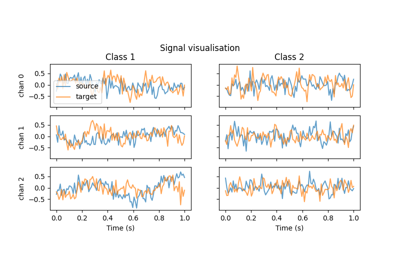 Signal visualisation
Class 1
Class 2
chan 0
0.5
0.0
−0.5
source
target
chan 1
0.5
0.0
−0.5
chan 2
0.5
0.0
−0.5
0.0 0.2 0.4 0.6 0.8 1.0
0.0 0.2 0.4 0.6 0.8 1.0
Time (s)
Time (s)